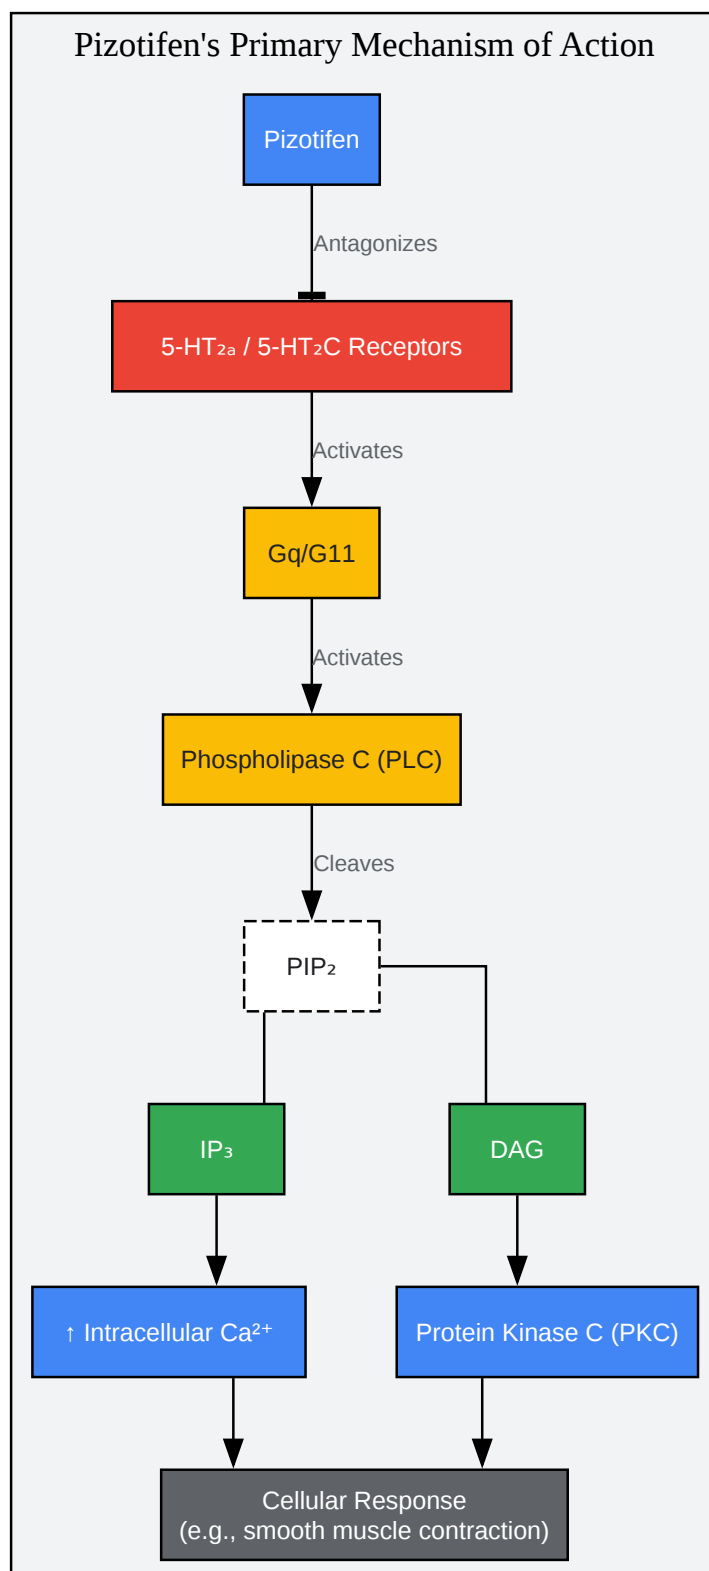 Pizotifen's Primary Mechanism of Action
Pizotifen
Antagonizes
5-HT₂ₐ / 5-HT₂C Receptors
Activates
Gq/G11
Activates
Phospholipase C (PLC)
Cleaves
PIP₂
IP₃
DAG
↑ Intracellular Ca²⁺
Protein Kinase C (PKC)
Cellular Response
(e.g., smooth muscle contraction)